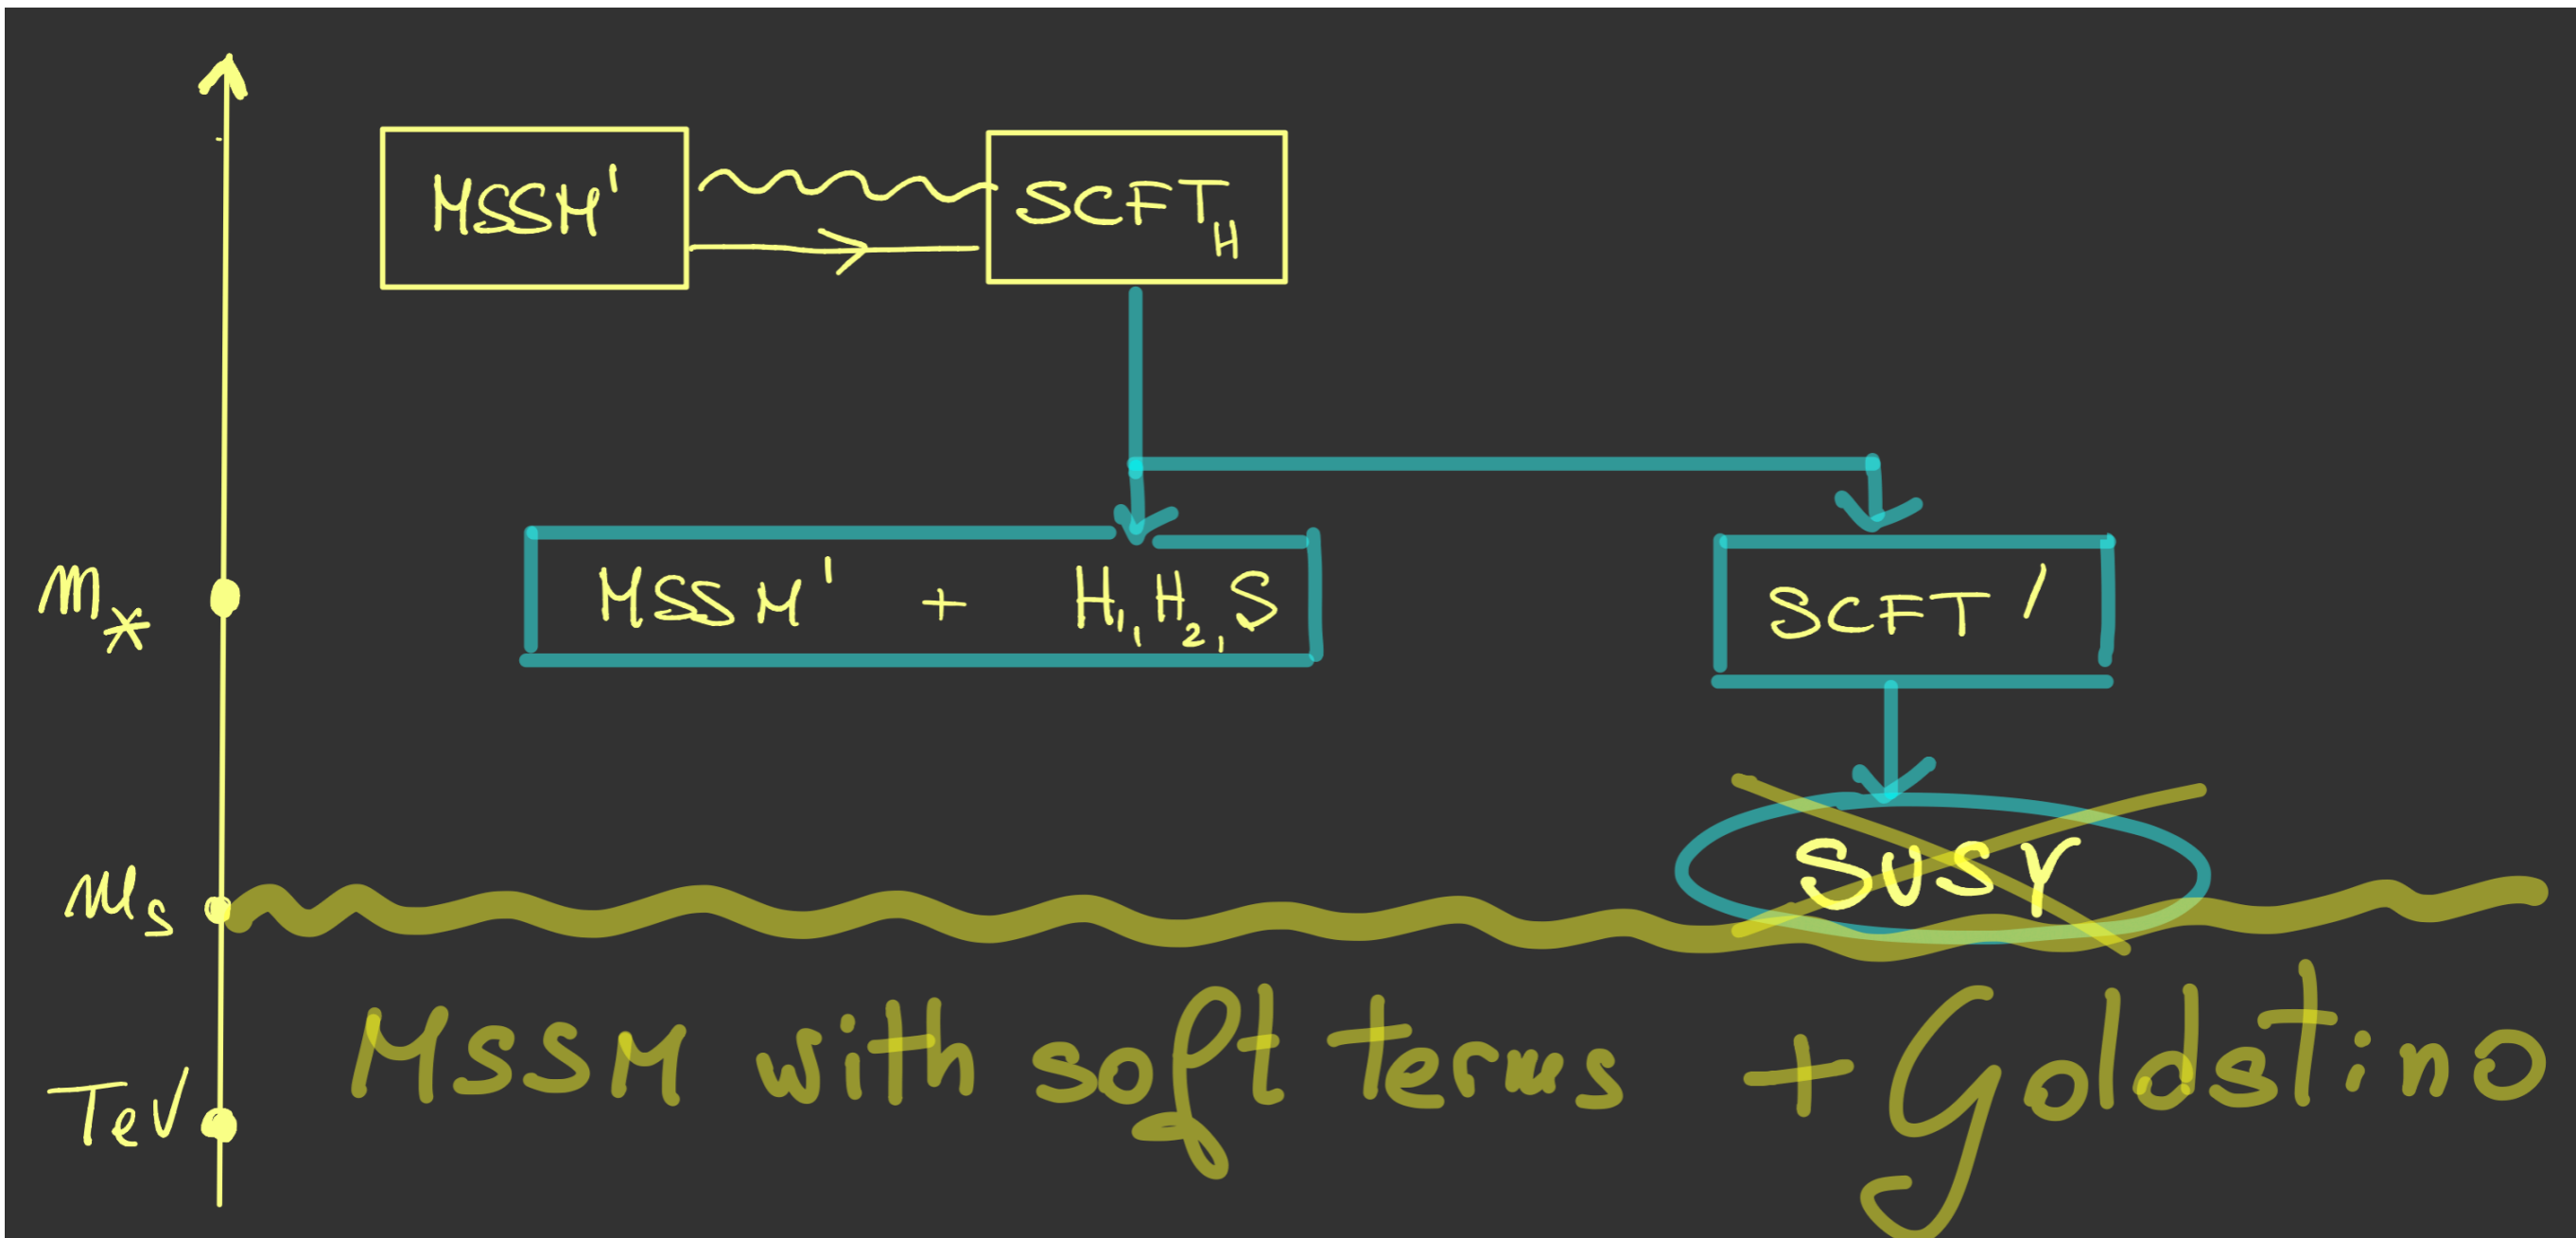 MSSM' SCFT_H
m_* MSSM' + H_1, H_2, S SCFT'
SUSY
m_s
MSSM with soft terms + Goldstino
TeV